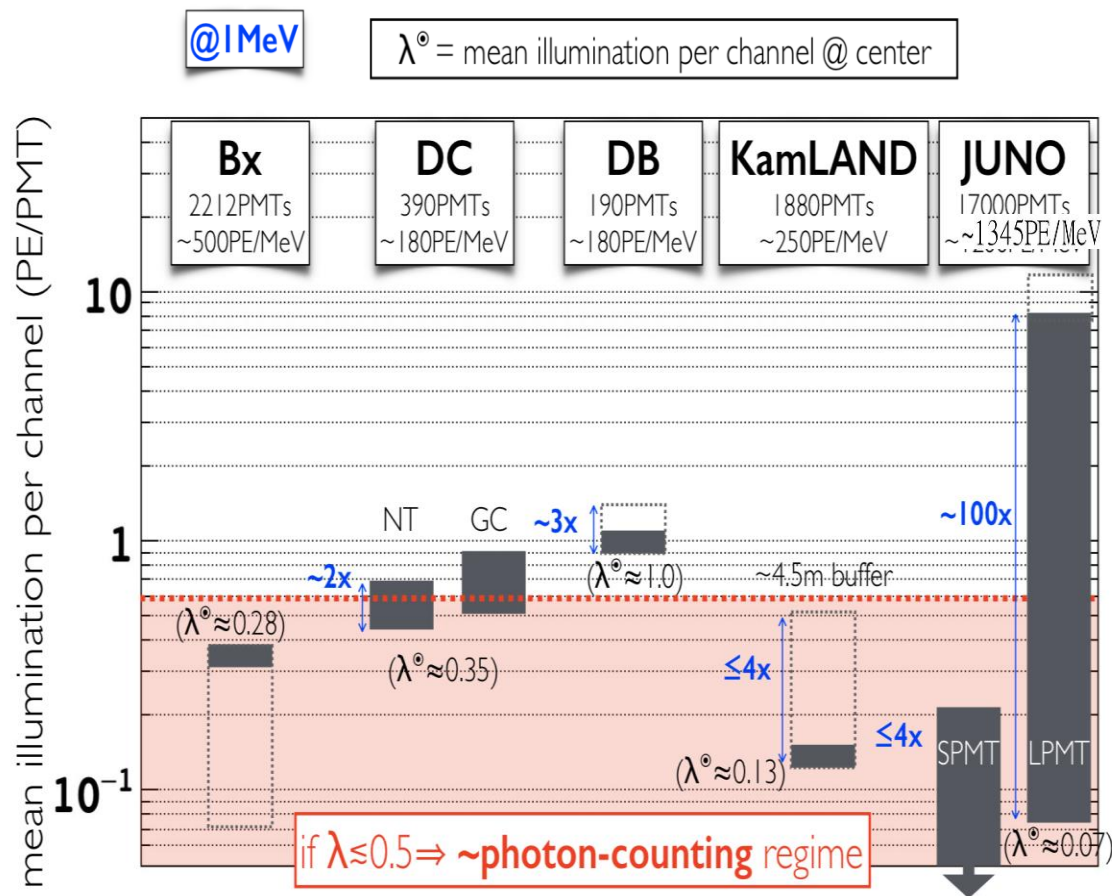 @1MeV
λ◉ = mean illumination per channel @ center
mean illumination per channel (PE/PMT)
Bx
2212PMTs
~500PE/MeV
DC
390PMTs
~180PE/MeV
DB
190PMTs
~180PE/MeV
KamLAND
1880PMTs
~250PE/MeV
JUNO
17000PMTs
~~1345PE/MeV
10
1
10⁻¹
NT
GC
~2x
~3x
~100x
(λ◉≈0.28)
(λ◉≈0.35)
(λ◉≈1.0)
~4.5m buffer
≤4x
(λ◉≈0.13)
≤4x
SPMT
LPMT
(λ◉≈0.07)
if λ≲0.5⇒ ~photon-counting regime